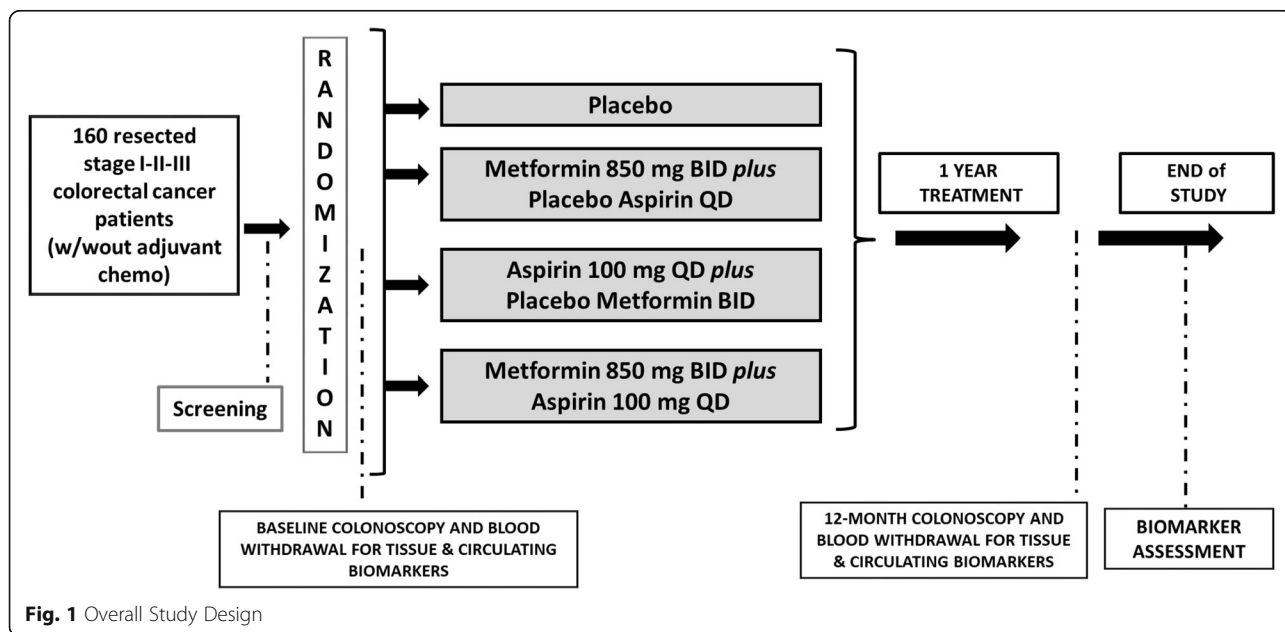 160 resected
stage I-II-III
colorectal cancer
patients
(w/wout adjuvant
chemo)
Screening
R
A
N
D
O
M
I
Z
A
T
I
O
N
BASELINE COLONOSCOPY AND BLOOD
WITHDRAWAL FOR TISSUE & CIRCULATING
BIOMARKERS
Placebo
Metformin 850 mg BID plus
Placebo Aspirin QD
Aspirin 100 mg QD plus
Placebo Metformin BID
Metformin 850 mg BID plus
Aspirin 100 mg QD
1 YEAR
TREATMENT
12-MONTH COLONOSCOPY AND
BLOOD WITHDRAWAL FOR TISSUE
& CIRCULATING BIOMARKERS
END of
STUDY
BIOMARKER
ASSESSMENT
Fig. 1 Overall Study Design